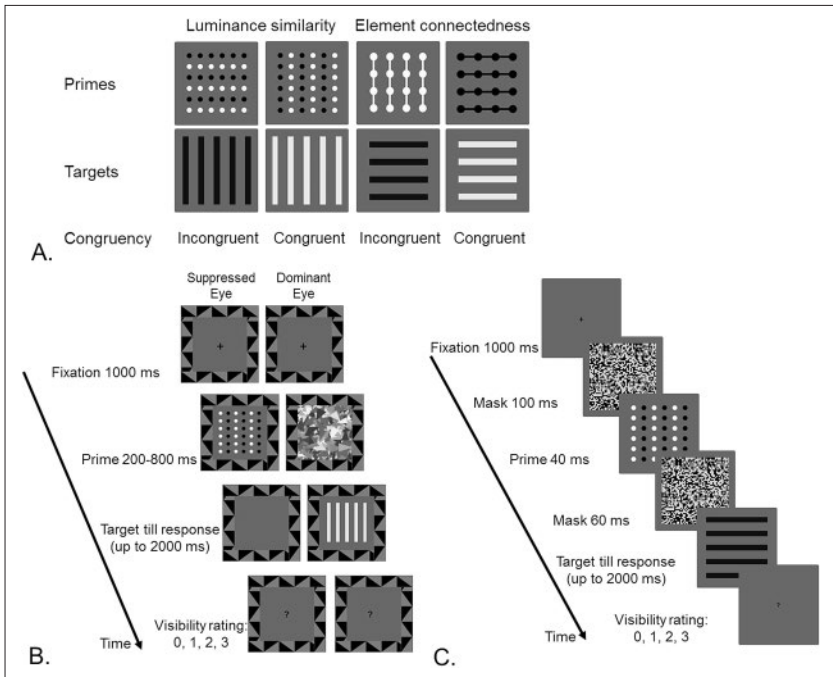 Luminance similarity Element connectedness
Primes
Targets
Congruency Incongruent Congruent Incongruent Congruent
A.
Suppressed Eye
Dominant Eye
+ +
Fixation 1000 ms
Prime 200-800 ms
Target till response
(up to 2000 ms)
? ?
Visibility rating:
0, 1, 2, 3
Time
B.
+
Fixation 1000 ms
Mask 100 ms
Prime 40 ms
Mask 60 ms
Target till response
(up to 2000 ms)
?
Visibility rating:
0, 1, 2, 3
Time
C.